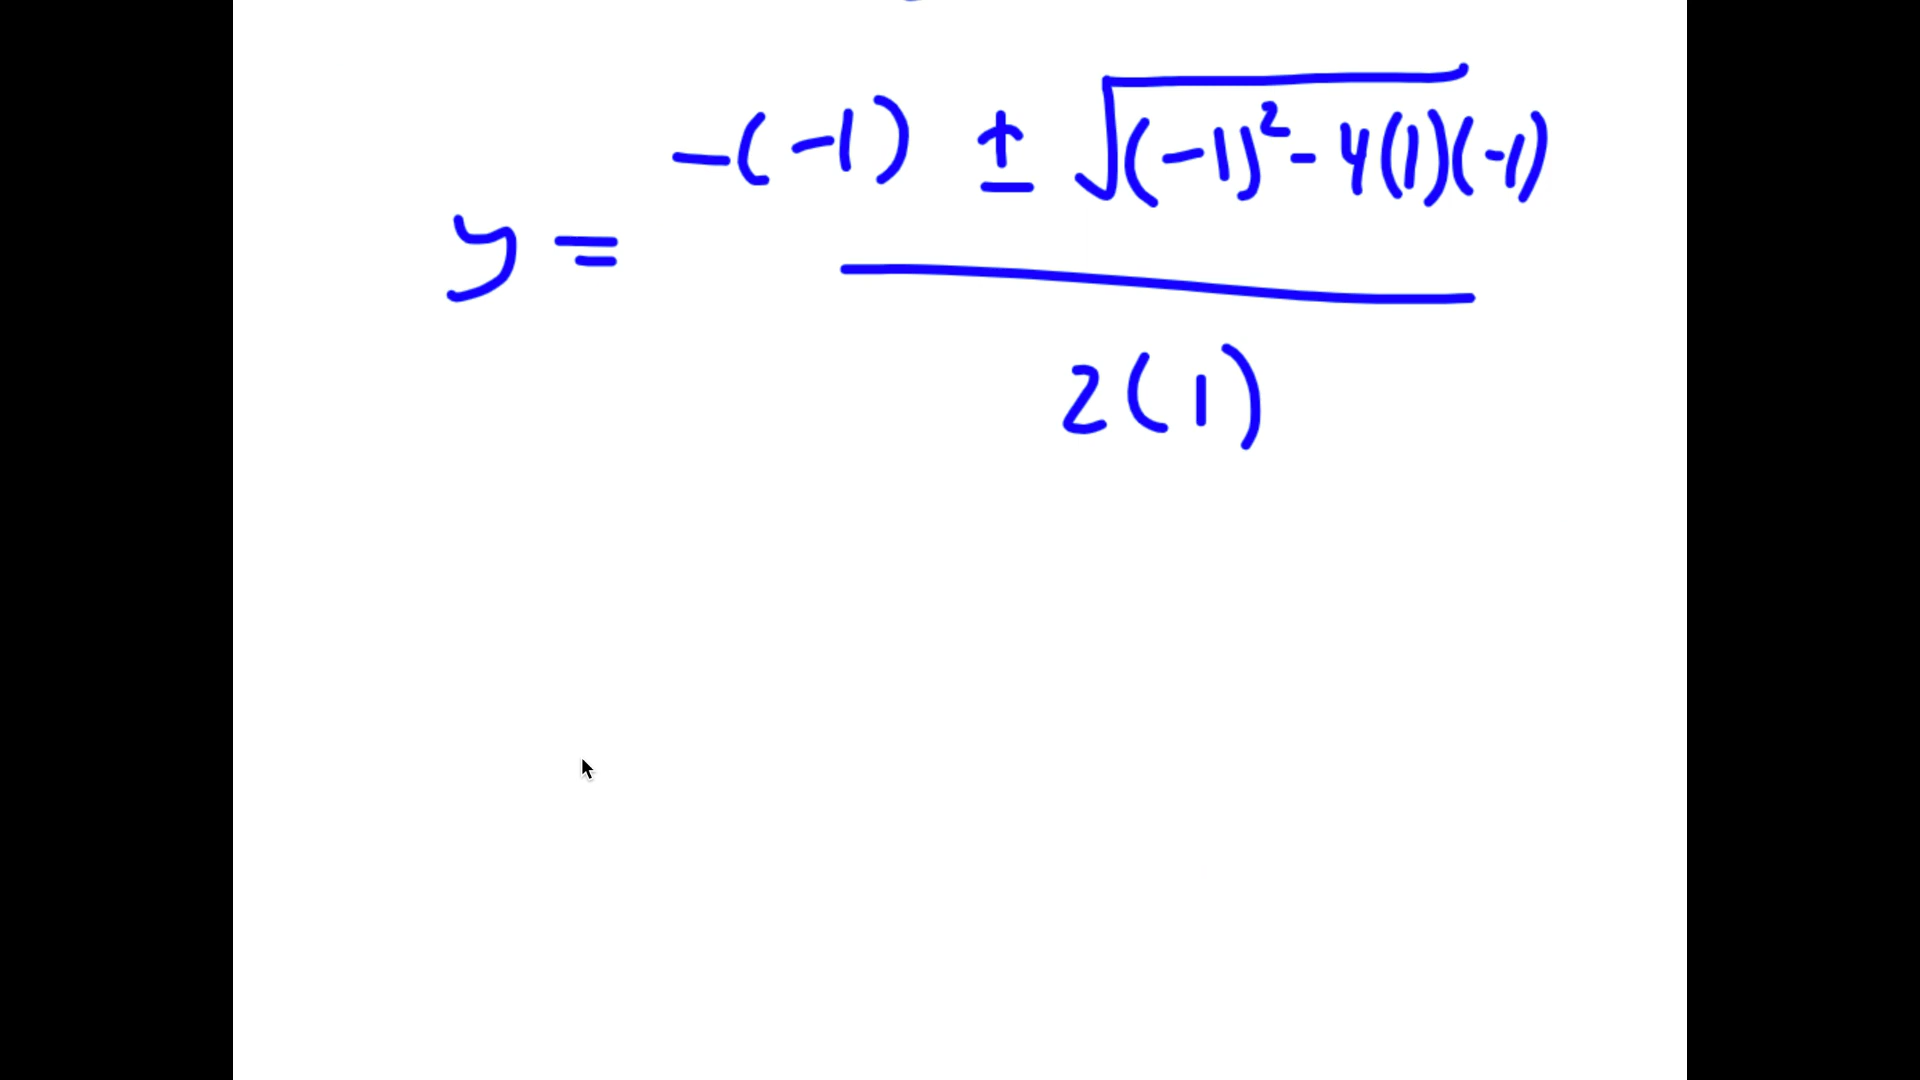 y = -(-1) ± √(-1)² - 4(1)(-1)
2(1)